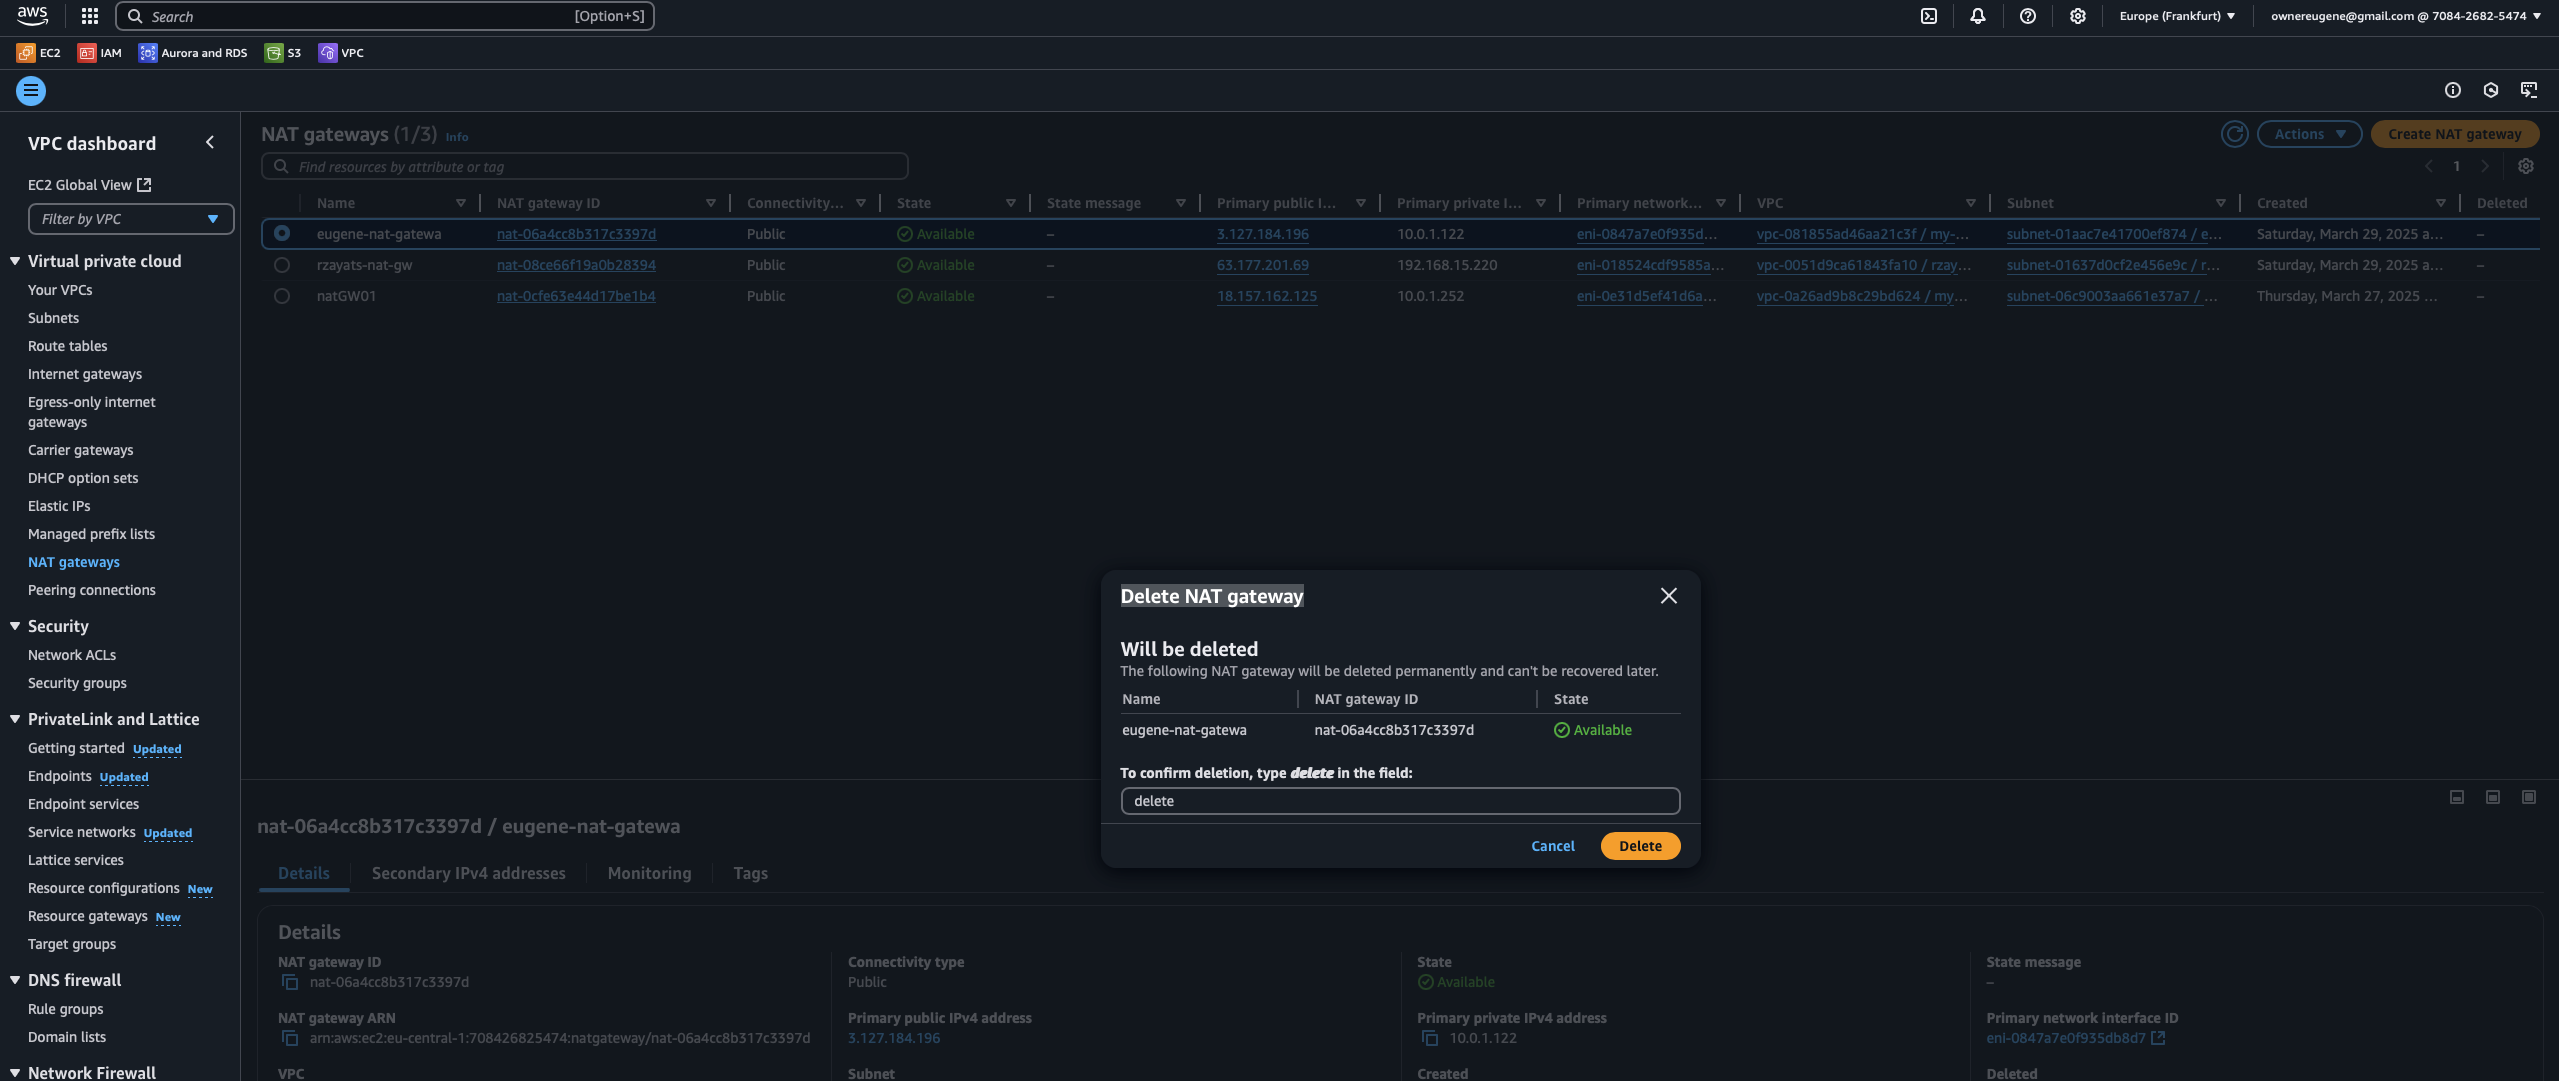 aws
Search [Option+S]
Europe (Frankfurt)
ownereugene@gmail.com @ 7084-2682-5474
EC2 IAM Aurora and RDS S3 VPC
VPC dashboard
EC2 Global View
Filter by VPC
Virtual private cloud
Your VPCs
Subnets
Route tables
Internet gateways
Egress-only internet
gateways
Carrier gateways
DHCP option sets
Elastic IPs
Managed prefix lists
NAT gateways
Peering connections
Security
Network ACLs
Security groups
PrivateLink and Lattice
Getting started Updated
Endpoints Updated
Endpoint services
Service networks Updated
Lattice services
Resource configurations New
Resource gateways New
Target groups
DNS firewall
Rule groups
Domain lists
Network Firewall
NAT gateways (1/3) Info
Actions
Create NAT gateway
Find resources by attribute or tag
1
Name NAT gateway ID Connectivity... State State message Primary public I... Primary private I... Primary network... VPC Subnet Created Deleted
eugene-nat-gatewa nat-06a4cc8b317c3397d Public Available – 3.127.184.196 10.0.1.122 eni-0847a7e0f935d... vpc-081855ad46aa21c3f / my-... subnet-01aac7e41700ef874 / e... Saturday, March 29, 2025 a... –
rzayats-nat-gw nat-08ce66f19a0b28394 Public Available – 63.177.201.69 192.168.15.220 eni-018524cdf9585a... vpc-0051d9ca61843fa10 / rzay... subnet-01637d0cf2e456e9c / r... Saturday, March 29, 2025 a... –
natGW01 nat-0cfe63e44d17be1b4 Public Available – 18.157.162.125 10.0.1.252 eni-0e31d5ef41d6a... vpc-0a26ad9b8c29bd624 / my... subnet-06c9003aa661e37a7 / ... Thursday, March 27, 2025 ... –
Delete NAT gateway
Will be deleted
The following NAT gateway will be deleted permanently and can't be recovered later.
Name NAT gateway ID State
eugene-nat-gatewa nat-06a4cc8b317c3397d Available
To confirm deletion, type delete in the field:
delete
Cancel Delete
nat-06a4cc8b317c3397d / eugene-nat-gatewa
Details Secondary IPv4 addresses Monitoring Tags
Details
NAT gateway ID
nat-06a4cc8b317c3397d
Connectivity type
Public
State
Available
State message
–
NAT gateway ARN
arn:aws:ec2:eu-central-1:708426825474:natgateway/nat-06a4cc8b317c3397d
Primary public IPv4 address
3.127.184.196
Primary private IPv4 address
10.0.1.122
Primary network interface ID
eni-0847a7e0f935db8d7
VPC
Subnet
Created
Deleted